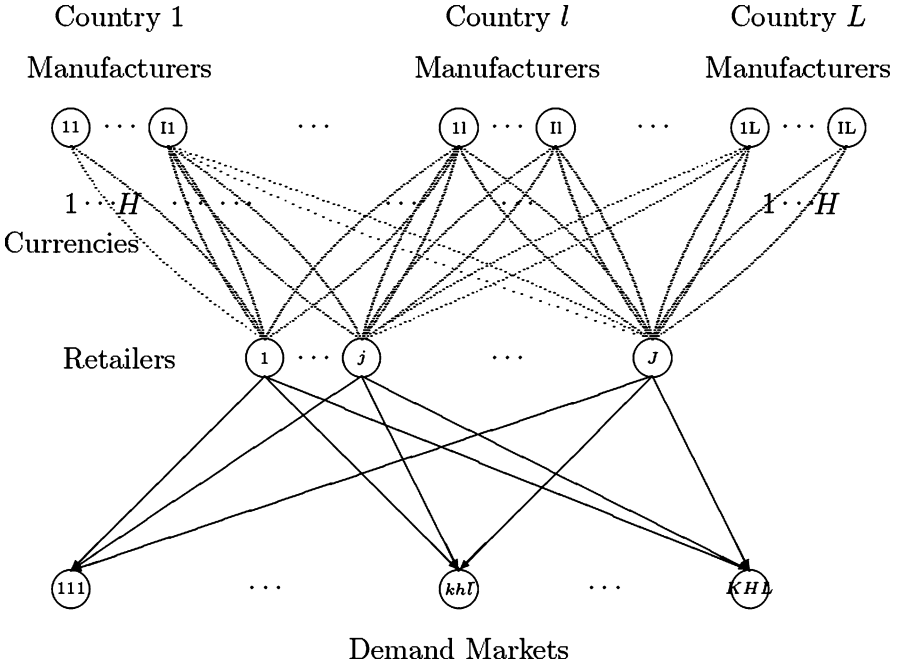 Country 1 Country l Country L
Manufacturers Manufacturers Manufacturers
11 ··· I1 ··· 1l ··· Il ··· 1L ··· IL
1 ··· H ··· ··· ··· ··· 1 ··· H
Currencies
Retailers 1 ··· j ··· J
111 ··· khl ··· KHL
Demand Markets